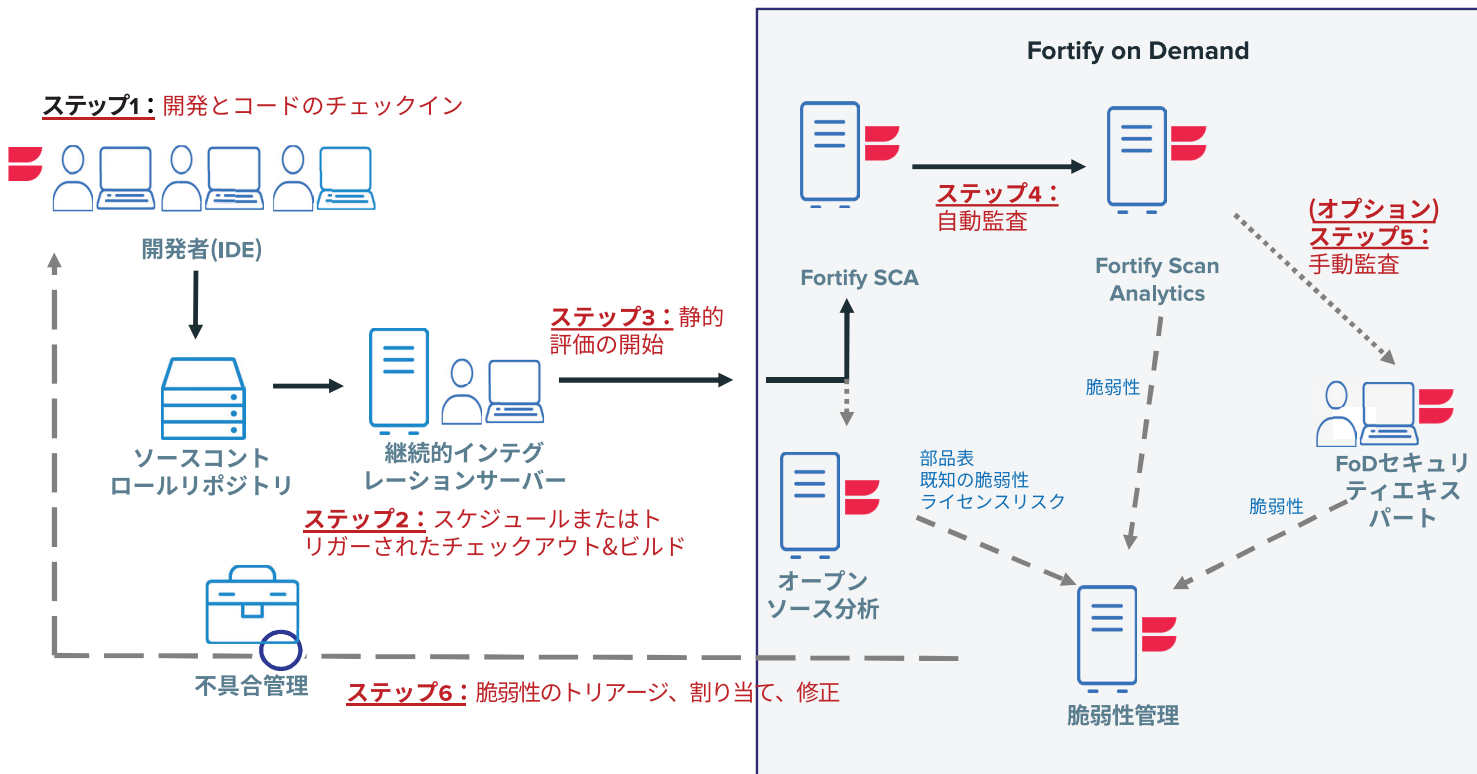 Fortify on Demand
ステップ1：開発とコードのチェックイン
開発者(IDE)
ソースコント
ロールリポジトリ
継続的インテグ
レーションサーバー
ステップ2：スケジュールまたはト
リガーされたチェックアウト&ビルド
ステップ3：静的
評価の開始
Fortify SCA
ステップ4：
自動監査
Fortify Scan
Analytics
(オプション)
ステップ5：
手動監査
脆弱性
FoDセキュリ
ティエキス
パート
脆弱性
部品表
既知の脆弱性
ライセンスリスク
オープン
ソース分析
脆弱性管理
不具合管理
ステップ6：脆弱性のトリアージ、割り当て、修正